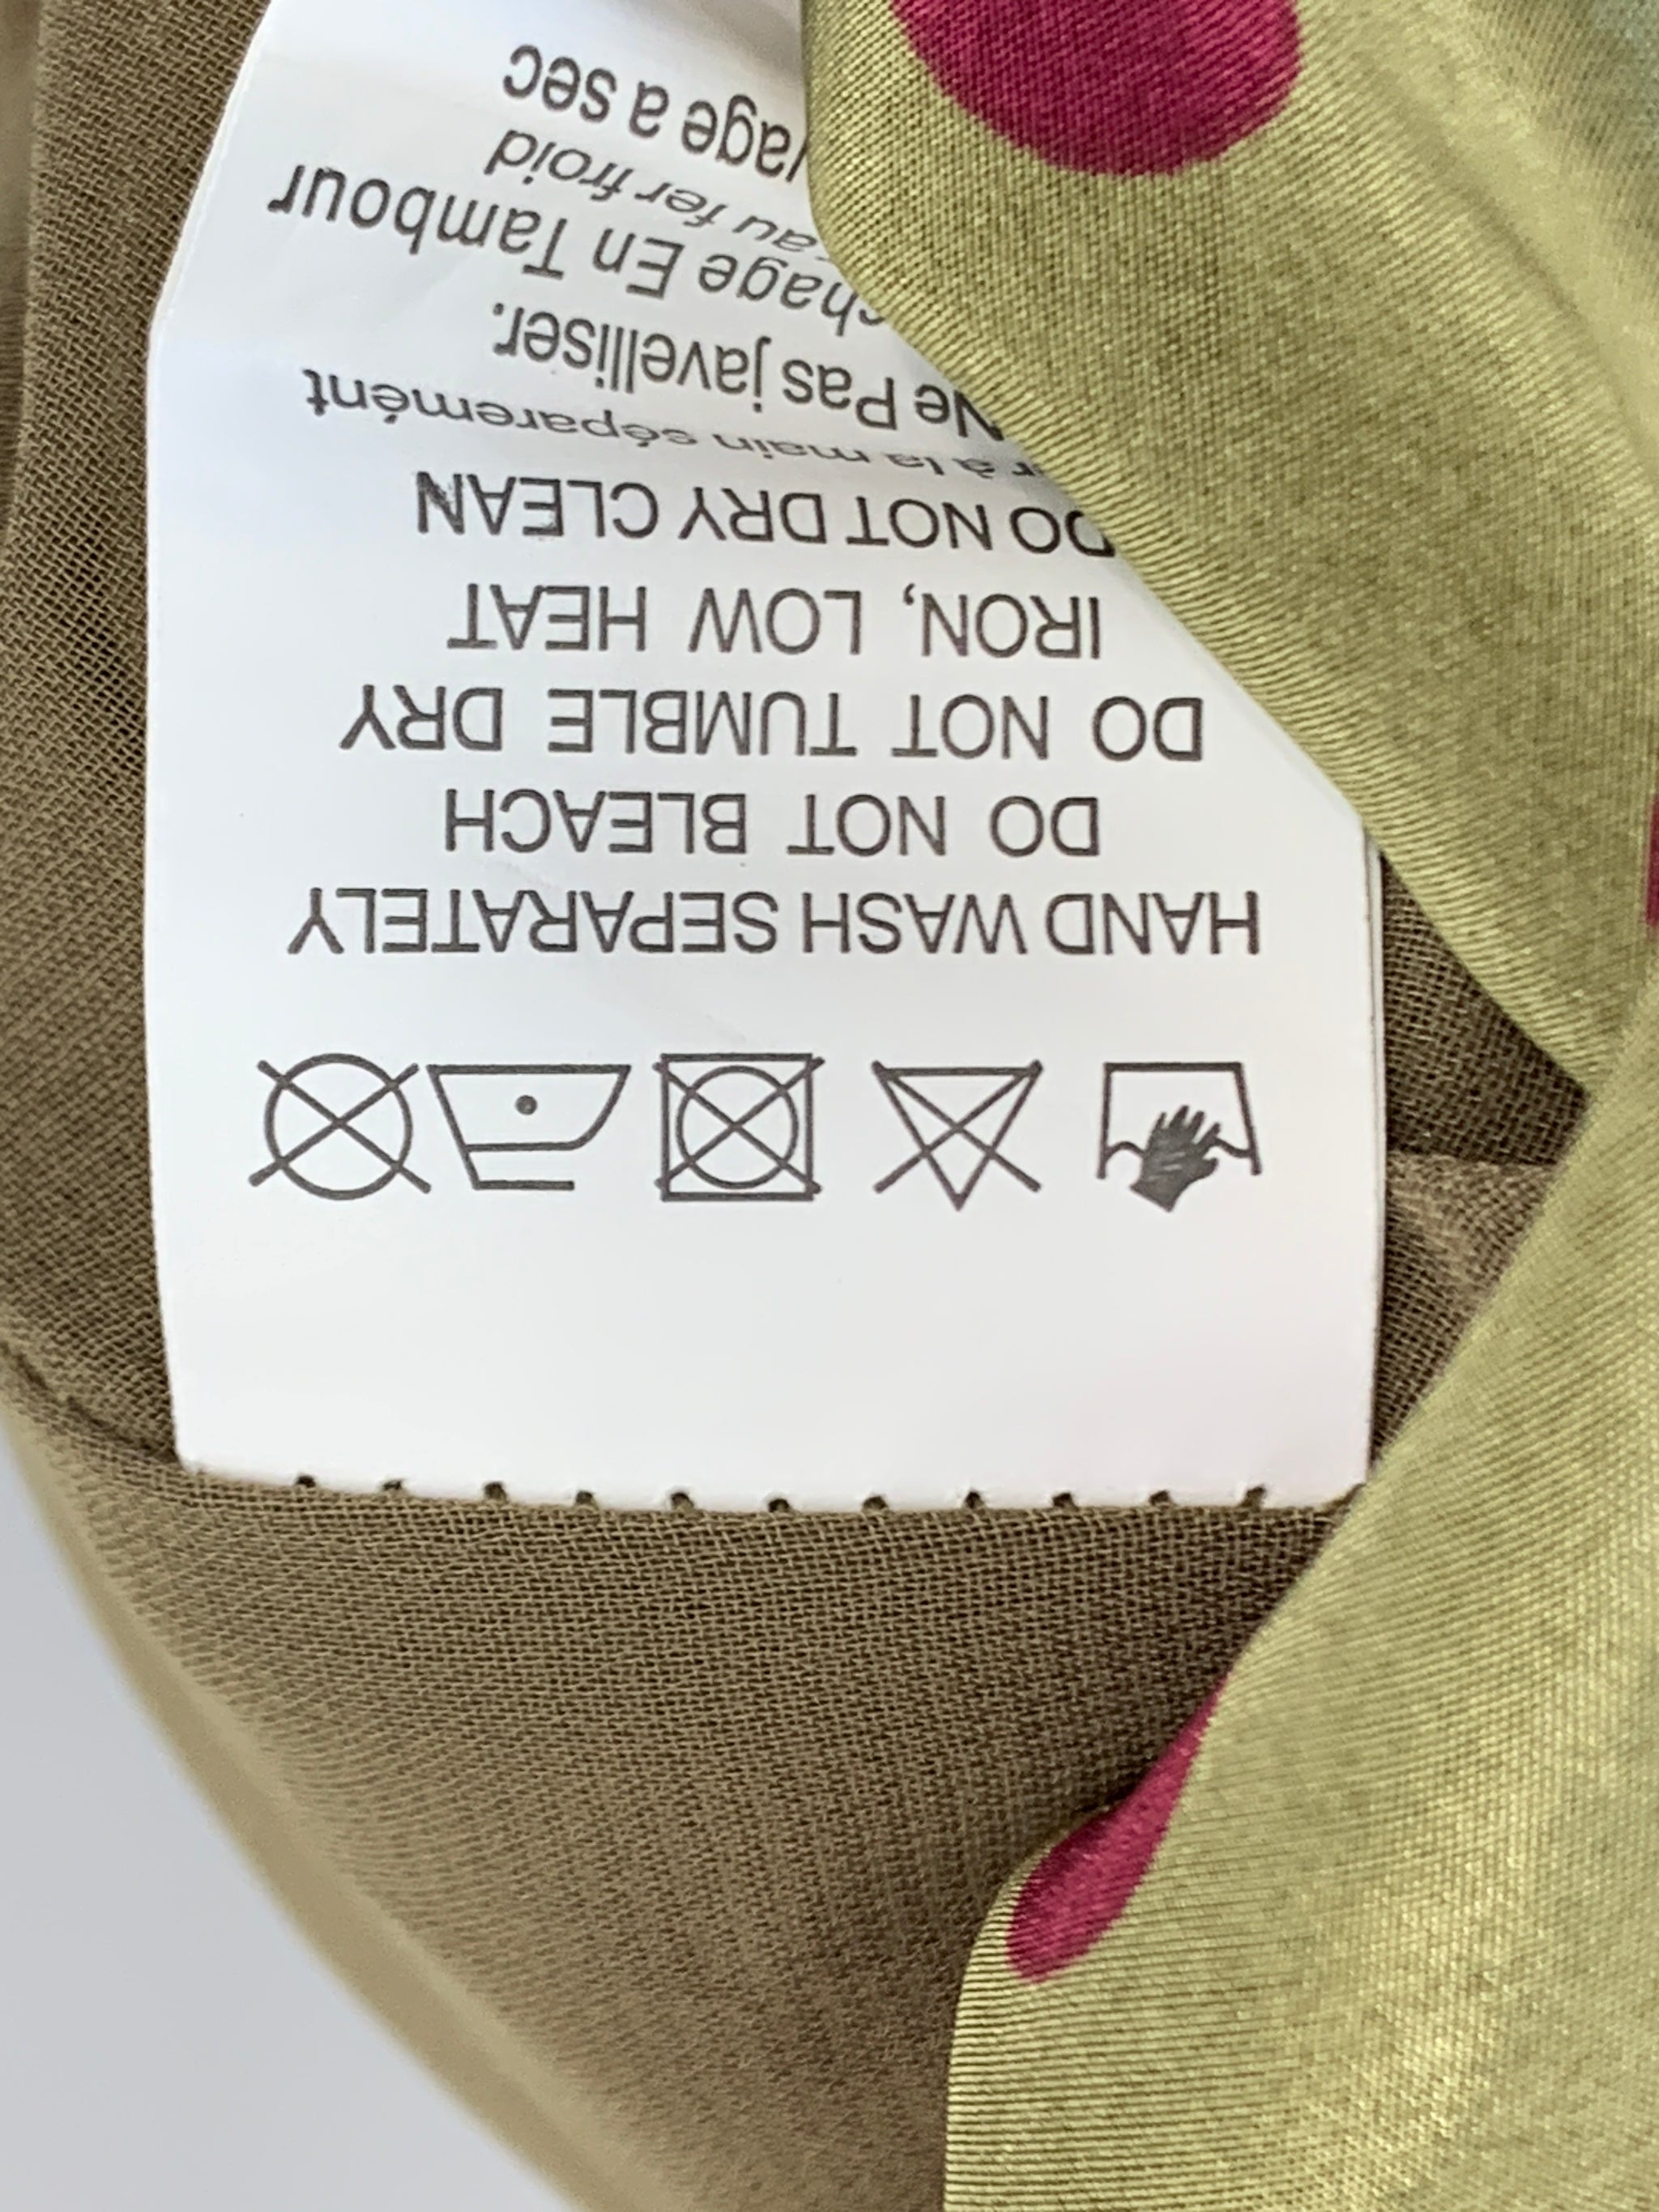 HAND WASH SEPARATELY
DO NOT BLEACH
DO NOT TUMBLE DRY
IRON, LOW HEAT
DO NOT DRY CLEAN
à la main séparemént
Ne Pas javelliser.
En Tambour
au fer froid
a sec